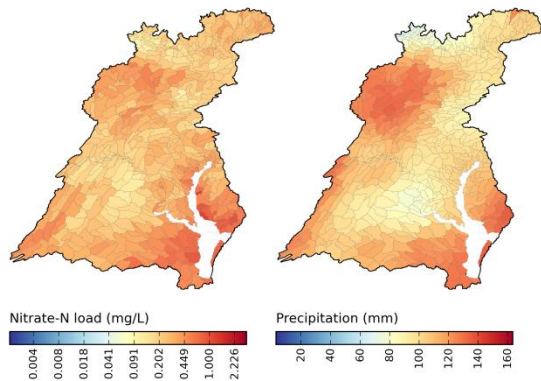 Nitrate-N load (mg/L)
0.004 0.008 0.018 0.041 0.091 0.202 0.449 1.000 2.226
Precipitation (mm)
20 40 60 80 100 120 140 160